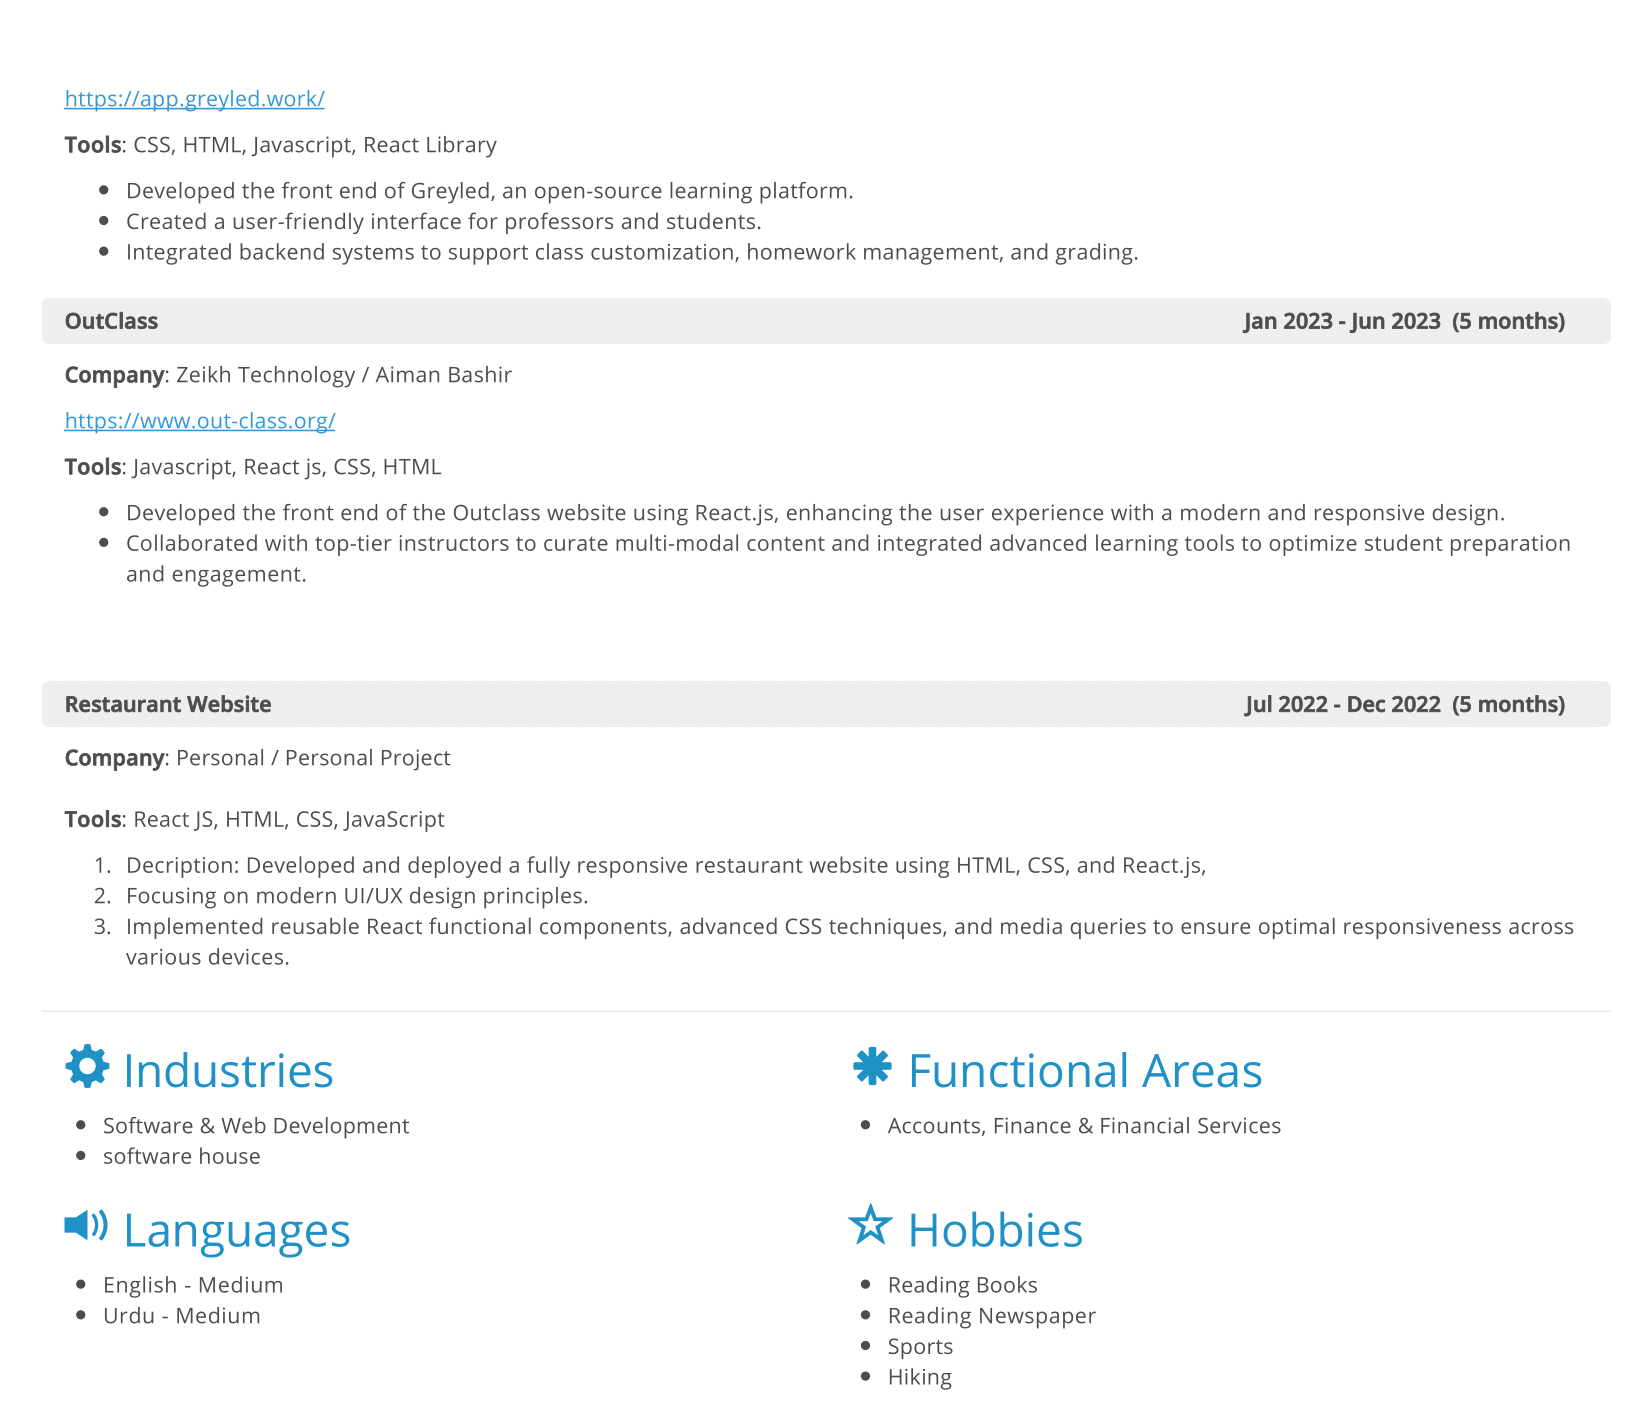 https://app.greyled.work/
Tools: CSS, HTML, Javascript, React Library
• Developed the front end of Greyled, an open-source learning platform.
• Created a user-friendly interface for professors and students.
• Integrated backend systems to support class customization, homework management, and grading.
OutClass Jan 2023 - Jun 2023 (5 months)
Company: Zeikh Technology / Aiman Bashir
https://www.out-class.org/
Tools: Javascript, React js, CSS, HTML
• Developed the front end of the Outclass website using React.js, enhancing the user experience with a modern and responsive design.
• Collaborated with top-tier instructors to curate multi-modal content and integrated advanced learning tools to optimize student preparation
and engagement.
Restaurant Website Jul 2022 - Dec 2022 (5 months)
Company: Personal / Personal Project
Tools: React JS, HTML, CSS, JavaScript
1. Decription: Developed and deployed a fully responsive restaurant website using HTML, CSS, and React.js,
2. Focusing on modern UI/UX design principles.
3. Implemented reusable React functional components, advanced CSS techniques, and media queries to ensure optimal responsiveness across
various devices.
Industries
• Software & Web Development
• software house
Functional Areas
• Accounts, Finance & Financial Services
Languages
• English - Medium
• Urdu - Medium
Hobbies
• Reading Books
• Reading Newspaper
• Sports
• Hiking